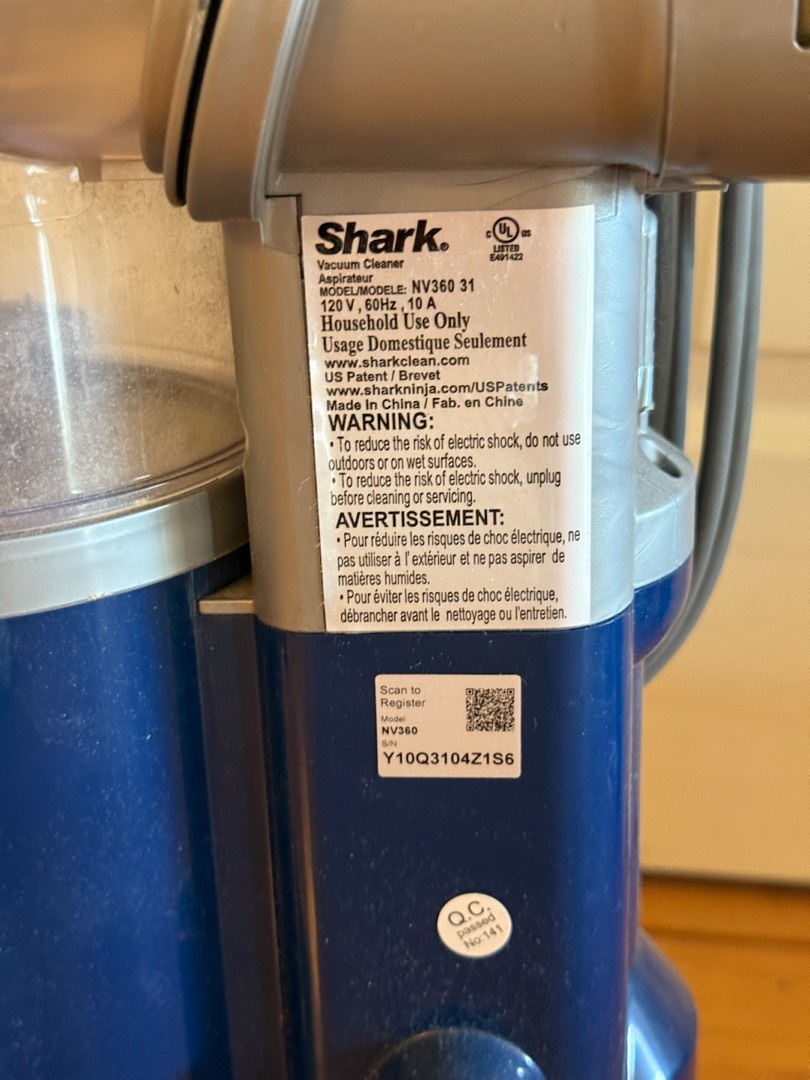 Shark®
c UL us
LISTED
E491422
Vacuum Cleaner
Aspirateur
MODEL/MODELE: NV360 31
120 V , 60Hz , 10 A
Household Use Only
Usage Domestique Seulement
www.sharkclean.com
US Patent / Brevet
www.sharkninja.com/USPatents
Made In China / Fab. en Chine
WARNING:
• To reduce the risk of electric shock, do not use
outdoors or on wet surfaces.
• To reduce the risk of electric shock, unplug
before cleaning or servicing.
AVERTISSEMENT:
• Pour réduire les risques de choc électrique, ne
pas utiliser à l' extérieur et ne pas aspirer de
matières humides.
• Pour éviter les risques de choc électrique,
débrancher avant le nettoyage ou l'entretien.
Scan to
Register
Model
NV360
S/N
Y10Q3104Z1S6
Q.C.
passed
No:141